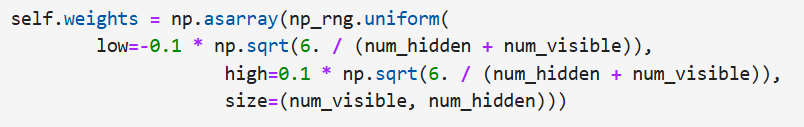 self.weights = np.asarray(np_rng.uniform(
low=-0.1 * np.sqrt(6. / (num_hidden + num_visible)),
high=0.1 * np.sqrt(6. / (num_hidden + num_visible)),
size=(num_visible, num_hidden)))